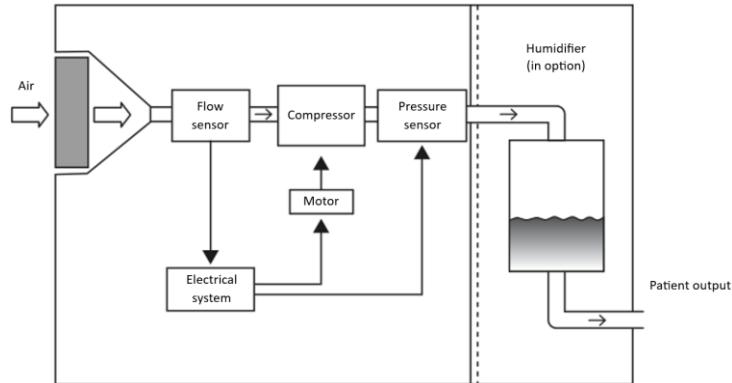 Humidifier
(in option)
Air
Flow
sensor
Compressor
Pressure
sensor
Motor
Electrical
system
Patient output